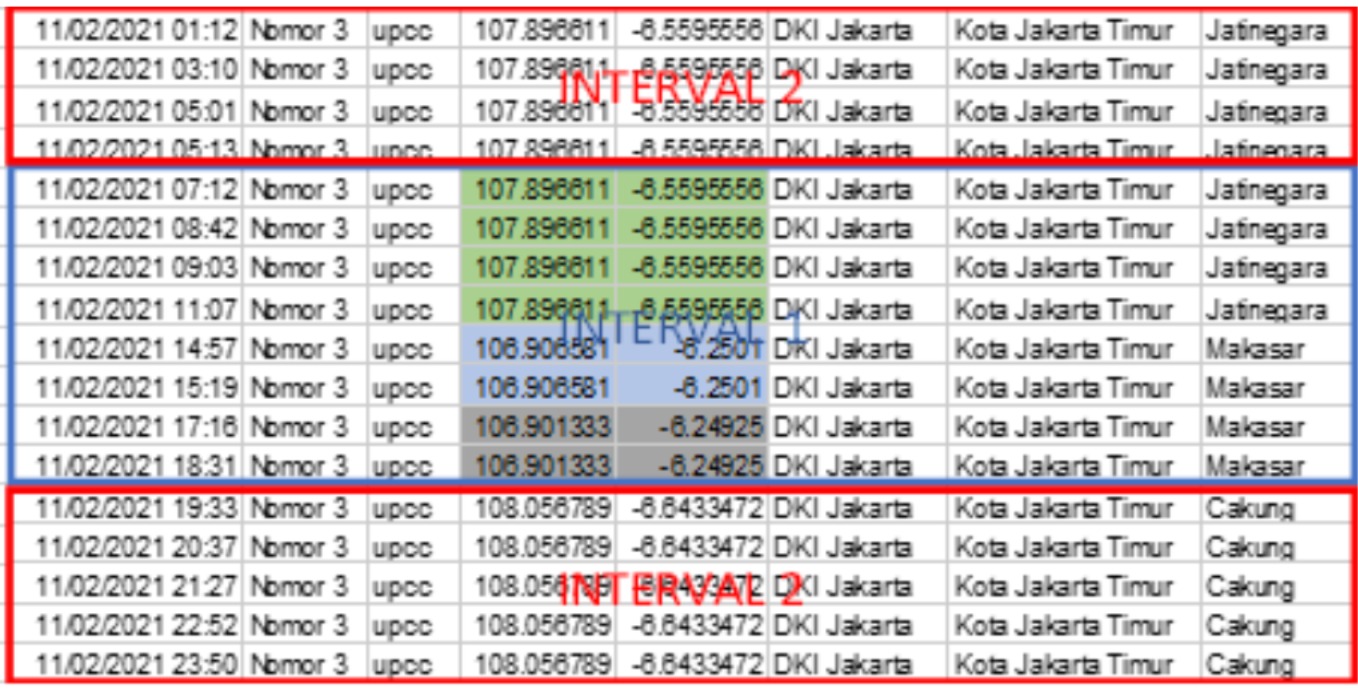 11/02/2021 01:12 Nomor 3 upcc 107.896611 -6.5595556 DKI Jakarta Kota Jakarta Timur Jatinegara
11/02/2021 03:10 Nomor 3 upcc 107.896611 -6.5595556 DKI Jakarta Kota Jakarta Timur Jatinegara
INTERVAL 2
11/02/2021 05:01 Nomor 3 upcc 107.896611 -6.5595556 DKI Jakarta Kota Jakarta Timur Jatinegara
11/02/2021 05:13 Nomor 3 upcc 107.896611 -6.5595556 DKI Jakarta Kota Jakarta Timur Jatinegara
11/02/2021 07:12 Nomor 3 upcc 107.896611 -6.5595556 DKI Jakarta Kota Jakarta Timur Jatinegara
11/02/2021 08:42 Nomor 3 upcc 107.896611 -6.5595556 DKI Jakarta Kota Jakarta Timur Jatinegara
11/02/2021 09:03 Nomor 3 upcc 107.896611 -6.5595556 DKI Jakarta Kota Jakarta Timur Jatinegara
11/02/2021 11:07 Nomor 3 upcc 107.896611 -6.5595556 DKI Jakarta Kota Jakarta Timur Jatinegara
INTERVAL 1
11/02/2021 14:57 Nomor 3 upcc 106.906581 -6.2501 DKI Jakarta Kota Jakarta Timur Makasar
11/02/2021 15:19 Nomor 3 upcc 106.906581 -6.2501 DKI Jakarta Kota Jakarta Timur Makasar
11/02/2021 17:16 Nomor 3 upcc 106.901333 -6.24925 DKI Jakarta Kota Jakarta Timur Makasar
11/02/2021 18:31 Nomor 3 upcc 106.901333 -6.24925 DKI Jakarta Kota Jakarta Timur Makasar
11/02/2021 19:33 Nomor 3 upcc 108.056789 -6.6433472 DKI Jakarta Kota Jakarta Timur Cakung
11/02/2021 20:37 Nomor 3 upcc 108.056789 -6.6433472 DKI Jakarta Kota Jakarta Timur Cakung
11/02/2021 21:27 Nomor 3 upcc 108.056789 -6.6433472 DKI Jakarta Kota Jakarta Timur Cakung
INTERVAL 2
11/02/2021 22:52 Nomor 3 upcc 108.056789 -6.6433472 DKI Jakarta Kota Jakarta Timur Cakung
11/02/2021 23:50 Nomor 3 upcc 108.056789 -6.6433472 DKI Jakarta Kota Jakarta Timur Cakung